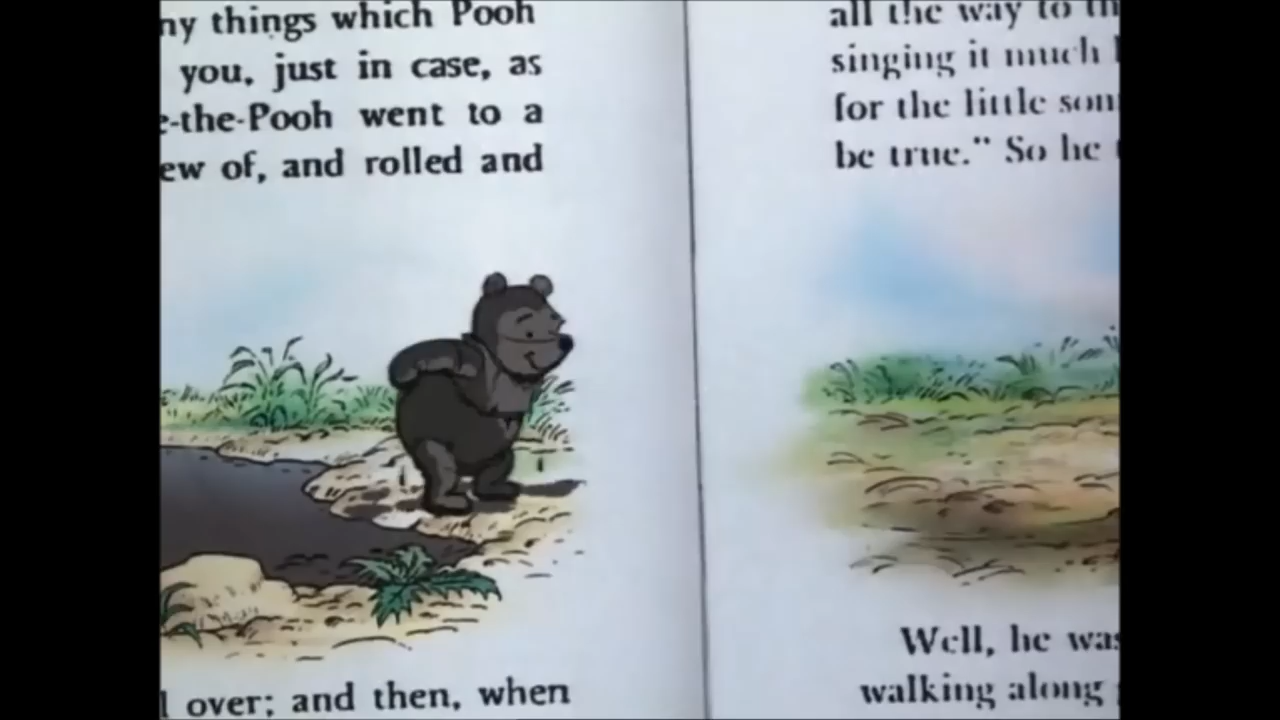 ny things which Pooh
you, just in case, as
e-the-Pooh went to a
ew of, and rolled and
l over; and then, when
all the way to th
singing it much
for the little son
be true." So he
Well, he was
walking along